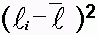 (ℓᵢ – ℓ̅ )²